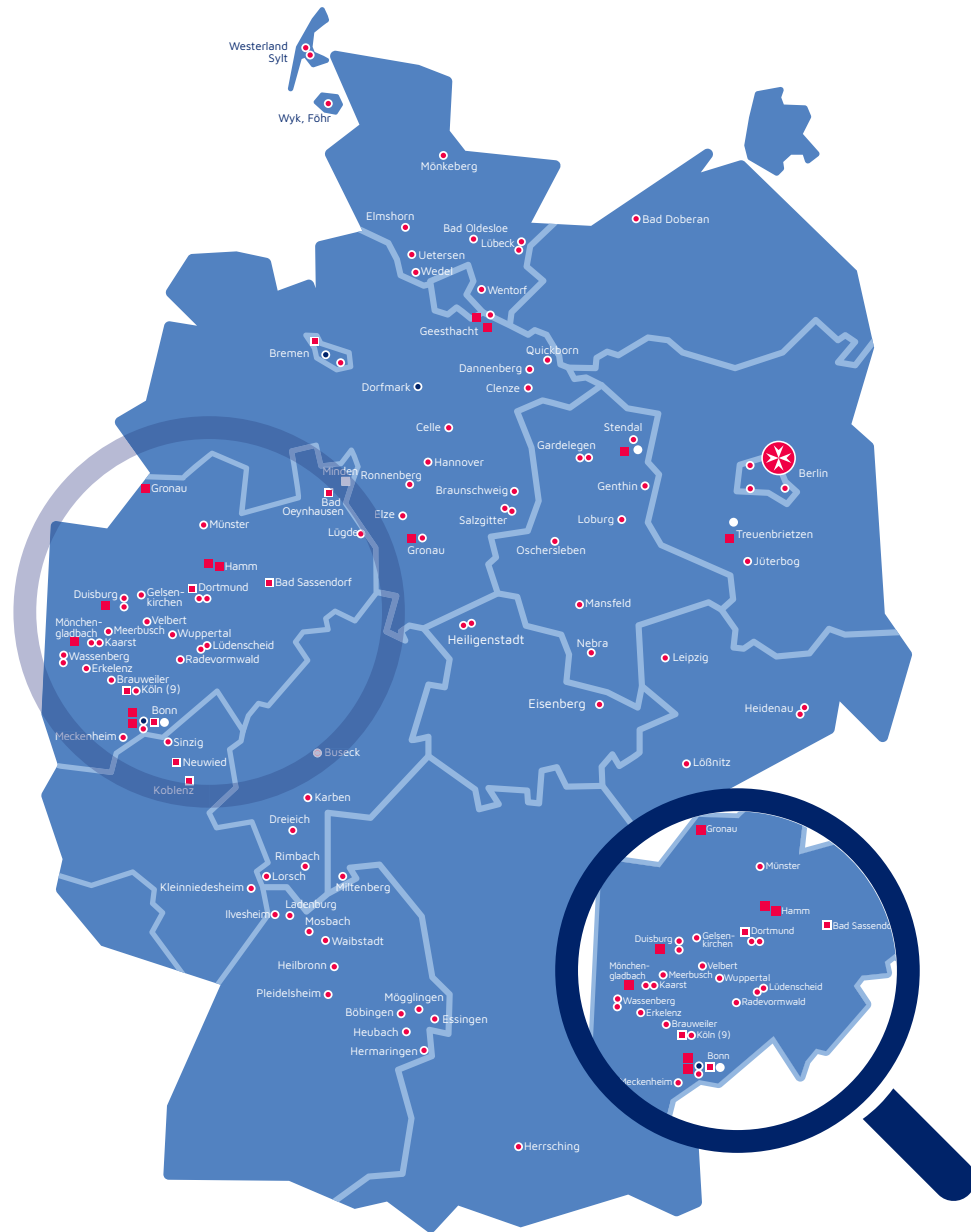 Westerland
Sylt
Wyk, Föhr
Mönkeberg
Elmshorn
Bad Oldesloe
Bad Doberan
Lübeck
Uetersen
Wedel
Wentorf
Geesthacht
Bremen
Quickborn
Dannenberg
Dorfmark
Clenze
Celle
Stendal
Gardelegen
Hannover
Berlin
Minden
Ronnenberg
Gronau
Braunschweig
Genthin
Bad
Oeynhausen
Salzgitter
Elze
Loburg
Münster
Lügde
Treuenbrietzen
Gronau
Oschersleben
Jüterbog
Hamm
Bad Sassendorf
Dortmund
Duisburg
Gelsen-
kirchen
Mansfeld
Velbert
Mönchen-
gladbach
Meerbusch
Wuppertal
Kaarst
Lüdenscheid
Heiligenstadt
Nebra
Wassenberg
Radevormwald
Leipzig
Erkelenz
Brauweiler
Köln (9)
Eisenberg
Heidenau
Bonn
Meckenheim
Sinzig
Buseck
Neuwied
Lößnitz
Koblenz
Karben
Dreieich
Rimbach
Lorsch
Kleinniedesheim
Miltenberg
Ladenburg
Ilvesheim
Mosbach
Waibstadt
Heilbronn
Pleidelsheim
Mögglingen
Böbingen
Essingen
Heubach
Hermaringen
Herrsching
Gronau
Münster
Hamm
Bad Sassendo
Dortmund
Duisburg
Gelsen-
kirchen
Velbert
Mönchen-
gladbach
Meerbusch
Wuppertal
Kaarst
Lüdenscheid
Wassenberg
Radevormwald
Erkelenz
Brauweiler
Köln (9)
Bonn
Meckenheim